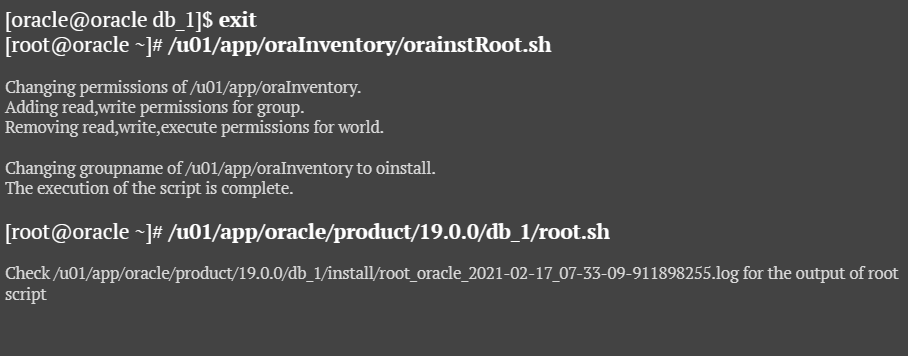 [oracle@oracle db_1]$ exit
[root@oracle ~]# /u01/app/oraInventory/orainstRoot.sh
Changing permissions of /u01/app/oraInventory.
Adding read,write permissions for group.
Removing read,write,execute permissions for world.
Changing groupname of /u01/app/oraInventory to oinstall.
The execution of the script is complete.
[root@oracle ~]# /u01/app/oracle/product/19.0.0/db_1/root.sh
Check /u01/app/oracle/product/19.0.0/db_1/install/root_oracle_2021-02-17_07-33-09-911898255.log for the output of root
script